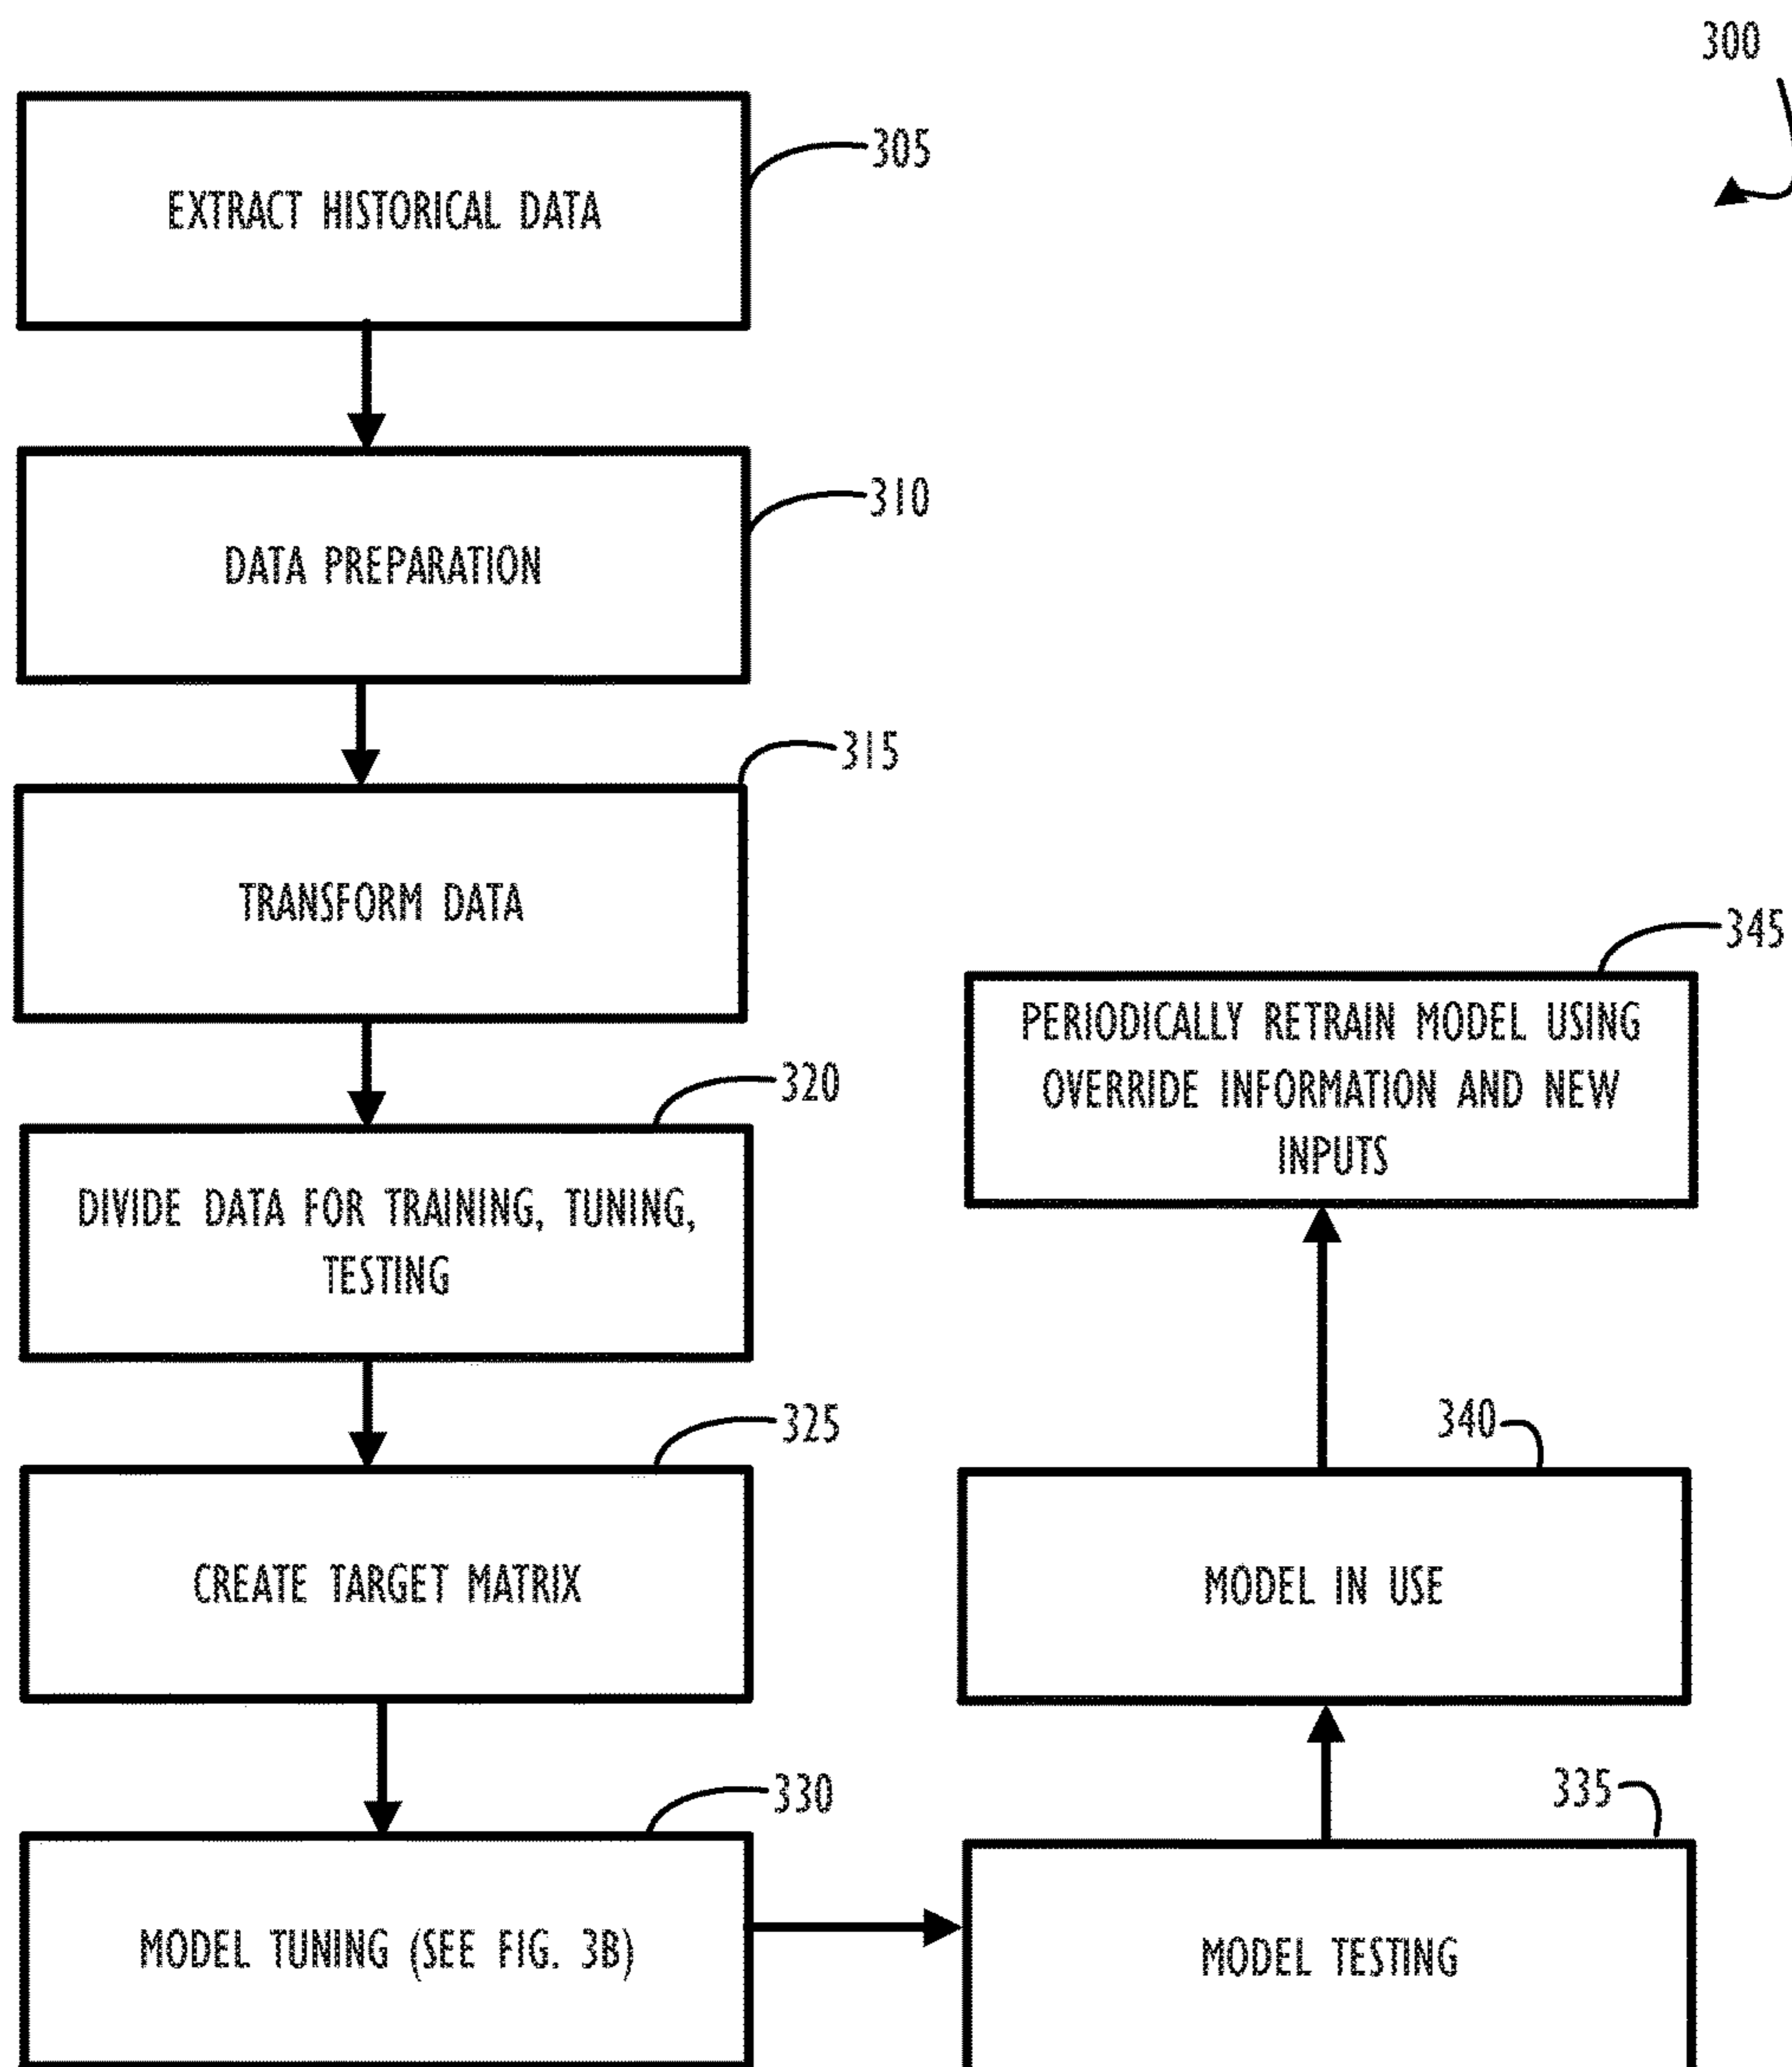 300
305
EXTRACT HISTORICAL DATA
310
DATA PREPARATION
315
TRANSFORM DATA
320
DIVIDE DATA FOR TRAINING, TUNING,
TESTING
325
CREATE TARGET MATRIX
330
MODEL TUNING (SEE FIG. 3B)
335
MODEL TESTING
340
MODEL IN USE
345
PERIODICALLY RETRAIN MODEL USING
OVERRIDE INFORMATION AND NEW
INPUTS